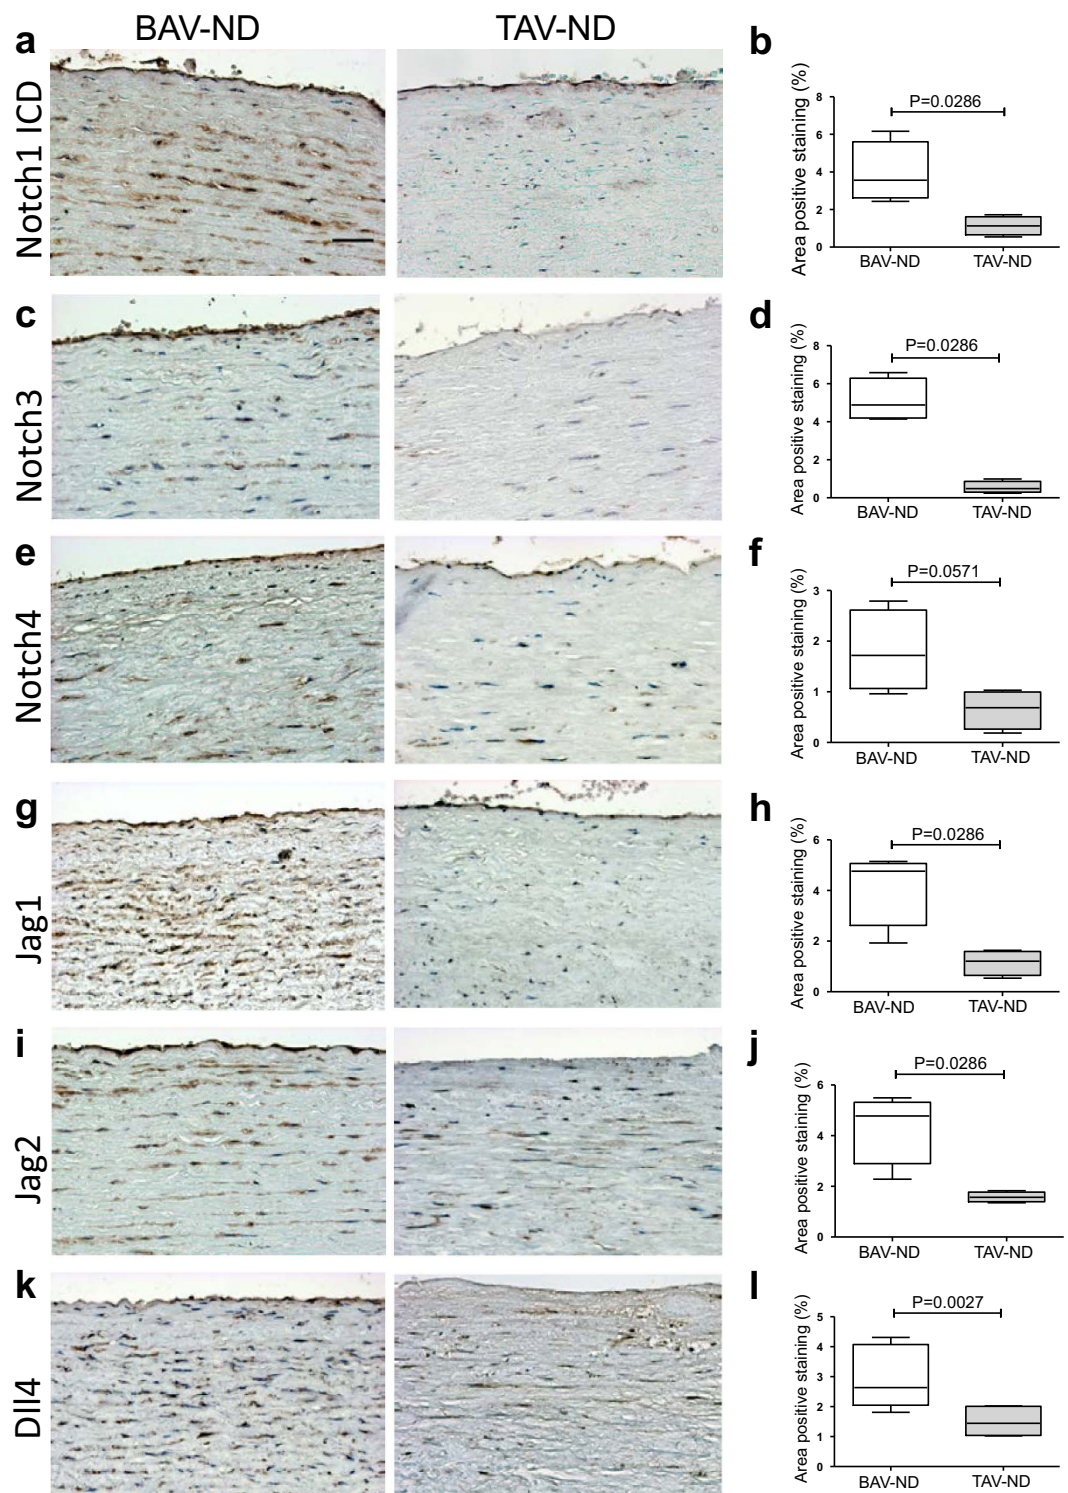 BAV-ND TAV-ND
a
Notch1 ICD
b
Area positive staining (%)
8
6
4
2
0
P=0.0286
BAV-ND TAV-ND
c
Notch3
d
Area positive staining (%)
8
6
4
2
0
P=0.0286
BAV-ND TAV-ND
e
Notch4
f
Area positive staining (%)
3
2
1
0
P=0.0571
BAV-ND TAV-ND
g
Jag1
h
Area positive staining (%)
6
4
2
0
P=0.0286
BAV-ND TAV-ND
i
Jag2
j
Area positive staining (%)
6
4
2
0
P=0.0286
BAV-ND TAV-ND
k
Dll4
l
Area positive staining (%)
5
4
3
2
1
0
P=0.0027
BAV-ND TAV-ND